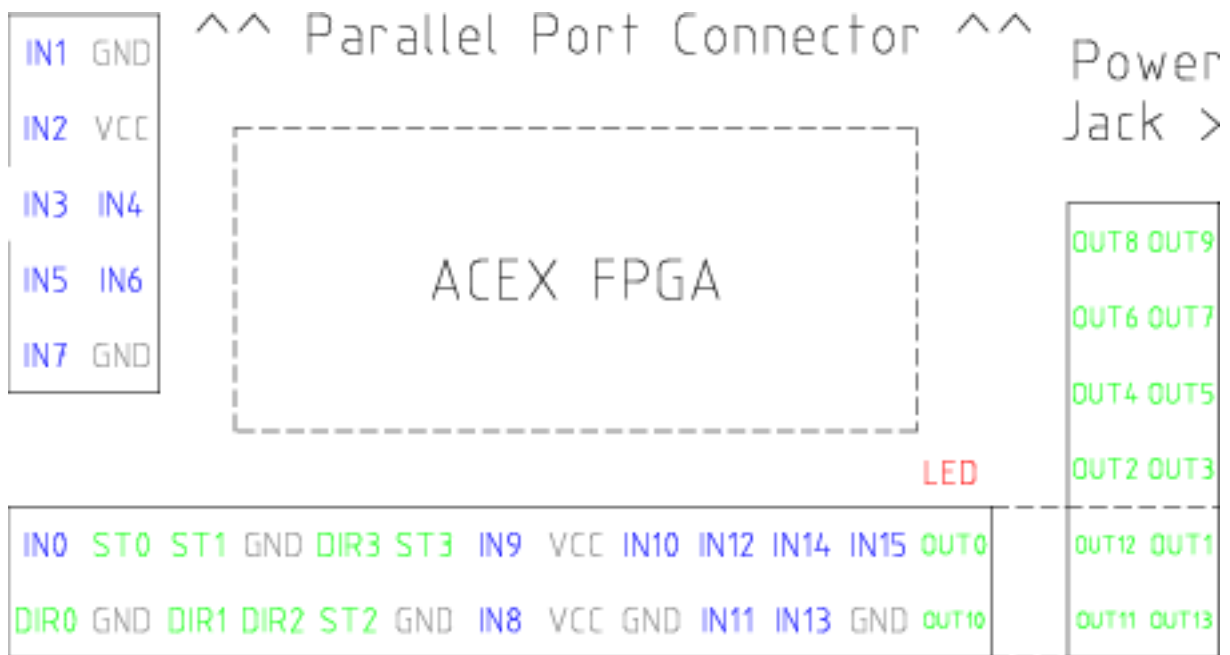 ^^ Parallel Port Connector ^^
Power
Jack >
IN1 GND
IN2 VCC
IN3 IN4
IN5 IN6
IN7 GND
ACEX FPGA
LED
OUT8 OUT9
OUT6 OUT7
OUT4 OUT5
OUT2 OUT3
OUT12 OUT1
OUT11 OUT13
IN0 ST0 ST1 GND DIR3 ST3 IN9 VCC IN10 IN12 IN14 IN15 OUT0
DIR0 GND DIR1 DIR2 ST2 GND IN8 VCC GND IN11 IN13 GND OUT10